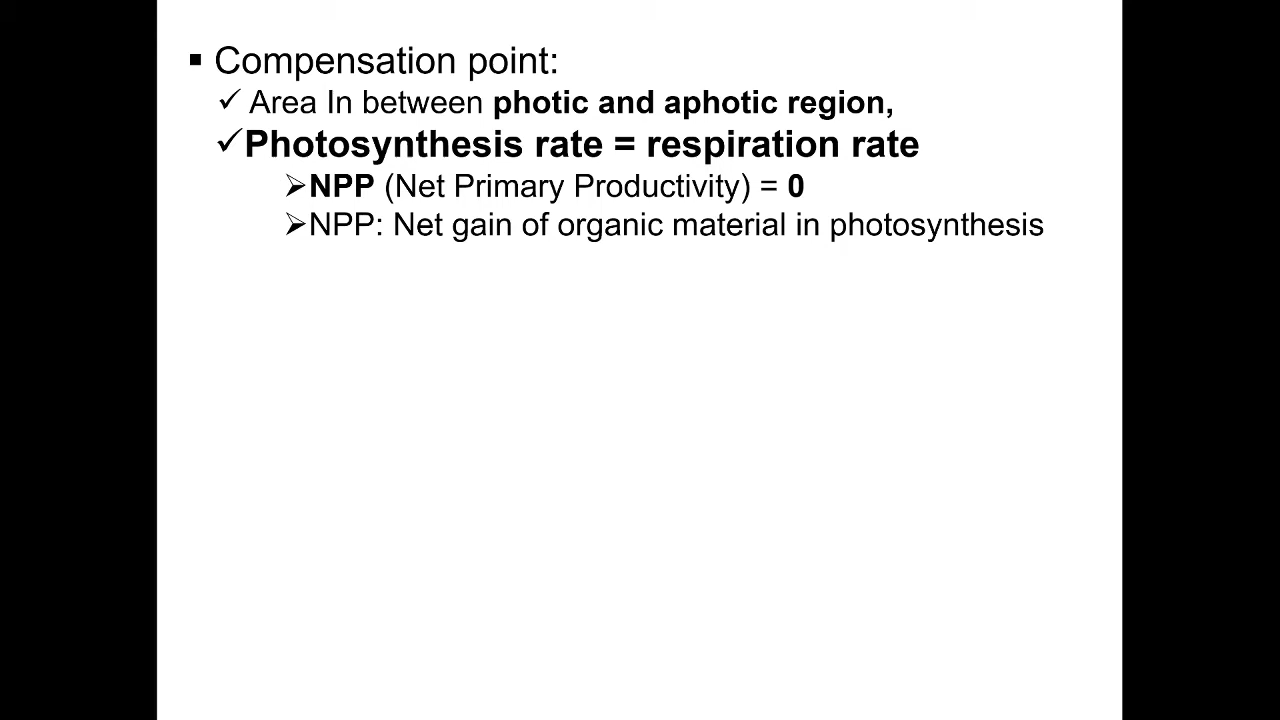 ▪ Compensation point:
✓ Area In between photic and aphotic region,
✓Photosynthesis rate = respiration rate
➢NPP (Net Primary Productivity) = 0
➢NPP: Net gain of organic material in photosynthesis